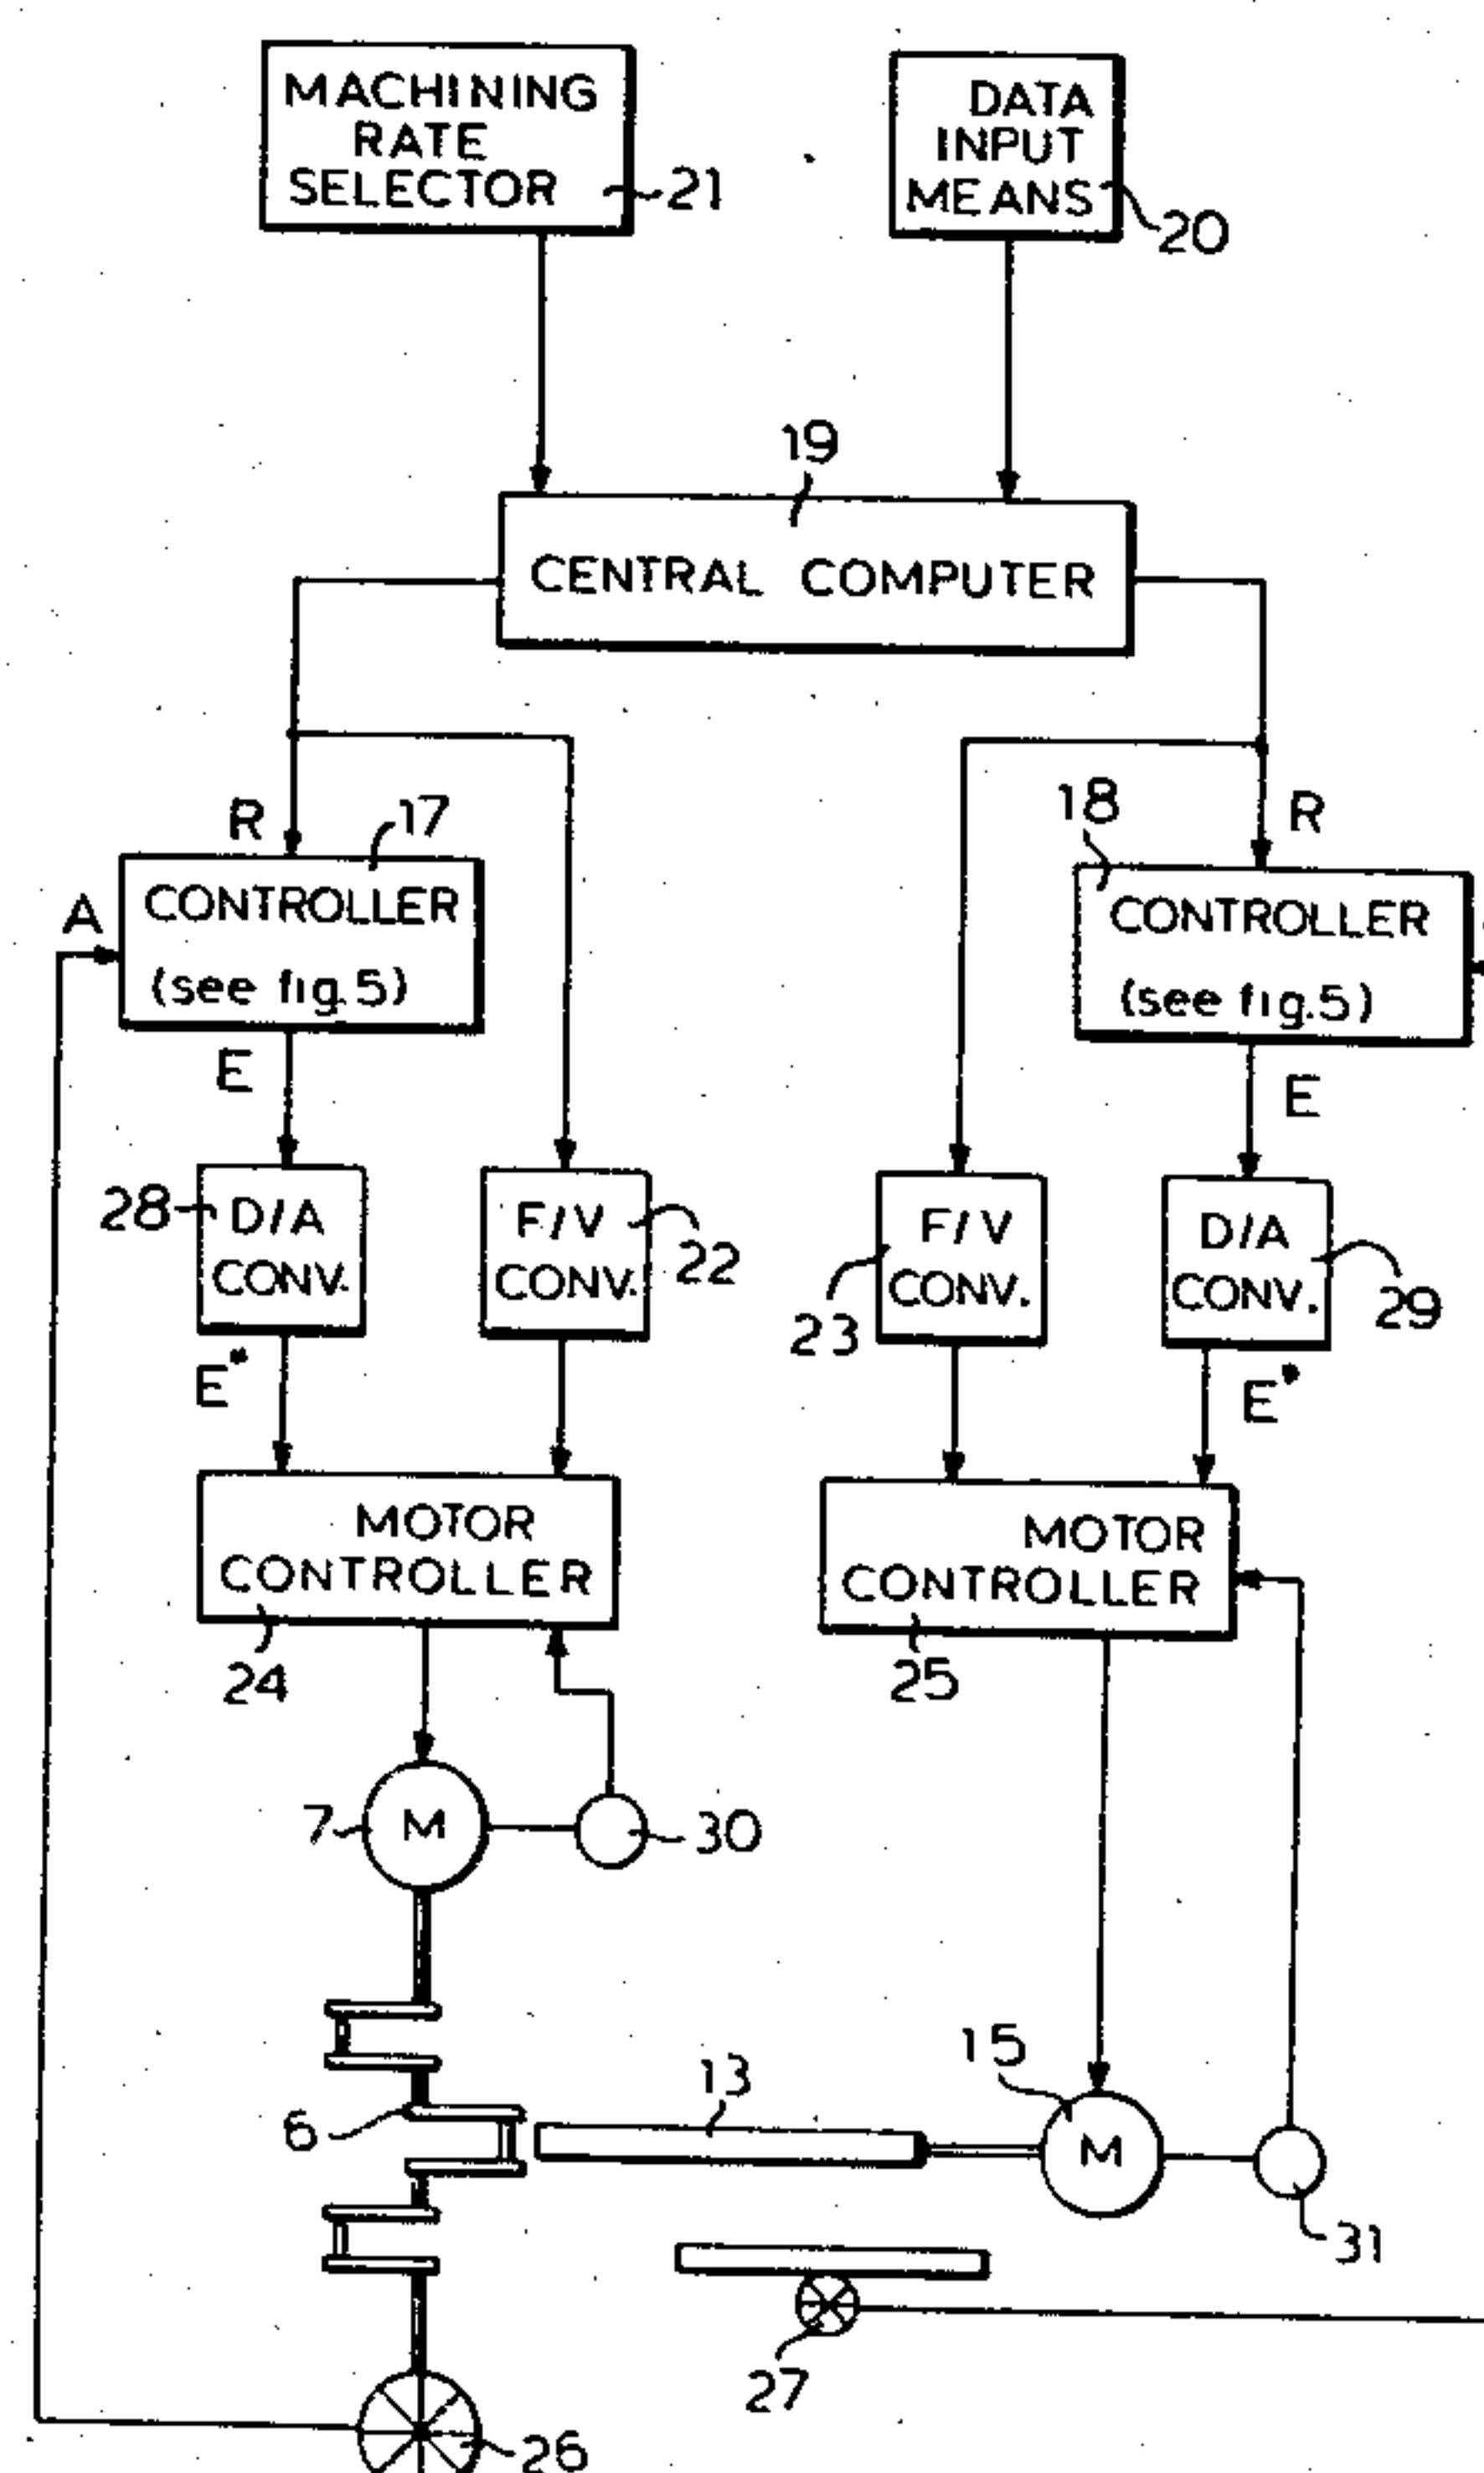 MACHINING
RATE
SELECTOR
21
DATA
INPUT
MEANS
20
19
CENTRAL COMPUTER
R
17
18
R
A
CONTROLLER
(see fig.5)
CONTROLLER
(see fig.5)
E
E
28
D/A
CONV.
F/V
CONV.
22
F/V
CONV.
23
D/A
CONV.
29
E*
E*
MOTOR
CONTROLLER
24
MOTOR
CONTROLLER
25
7
M
30
15
13
6
M
31
27
26